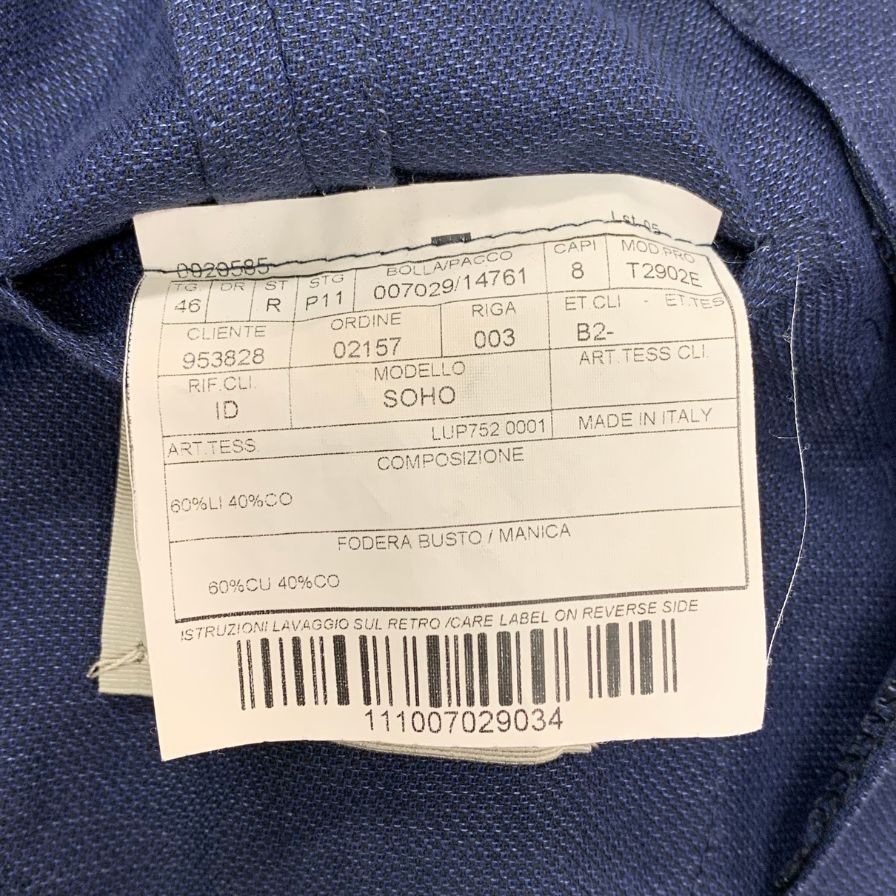 Lst 05
0020585
TG DR ST STG BOLLA/PACCO CAPI MOD PRO
46 R P11 007029/14761 8 T2902E
CLIENTE ORDINE RIGA ET.CLI - ET.TES
953828 02157 003 B2-
RIF.CLI. MODELLO ART.TESS CLI.
ID SOHO
ART.TESS. LUP752 0001 MADE IN ITALY
COMPOSIZIONE
60%LI 40%CO
FODERA BUSTO / MANICA
60%CU 40%CO
ISTRUZIONI LAVAGGIO SUL RETRO /CARE LABEL ON REVERSE SIDE
111007029034